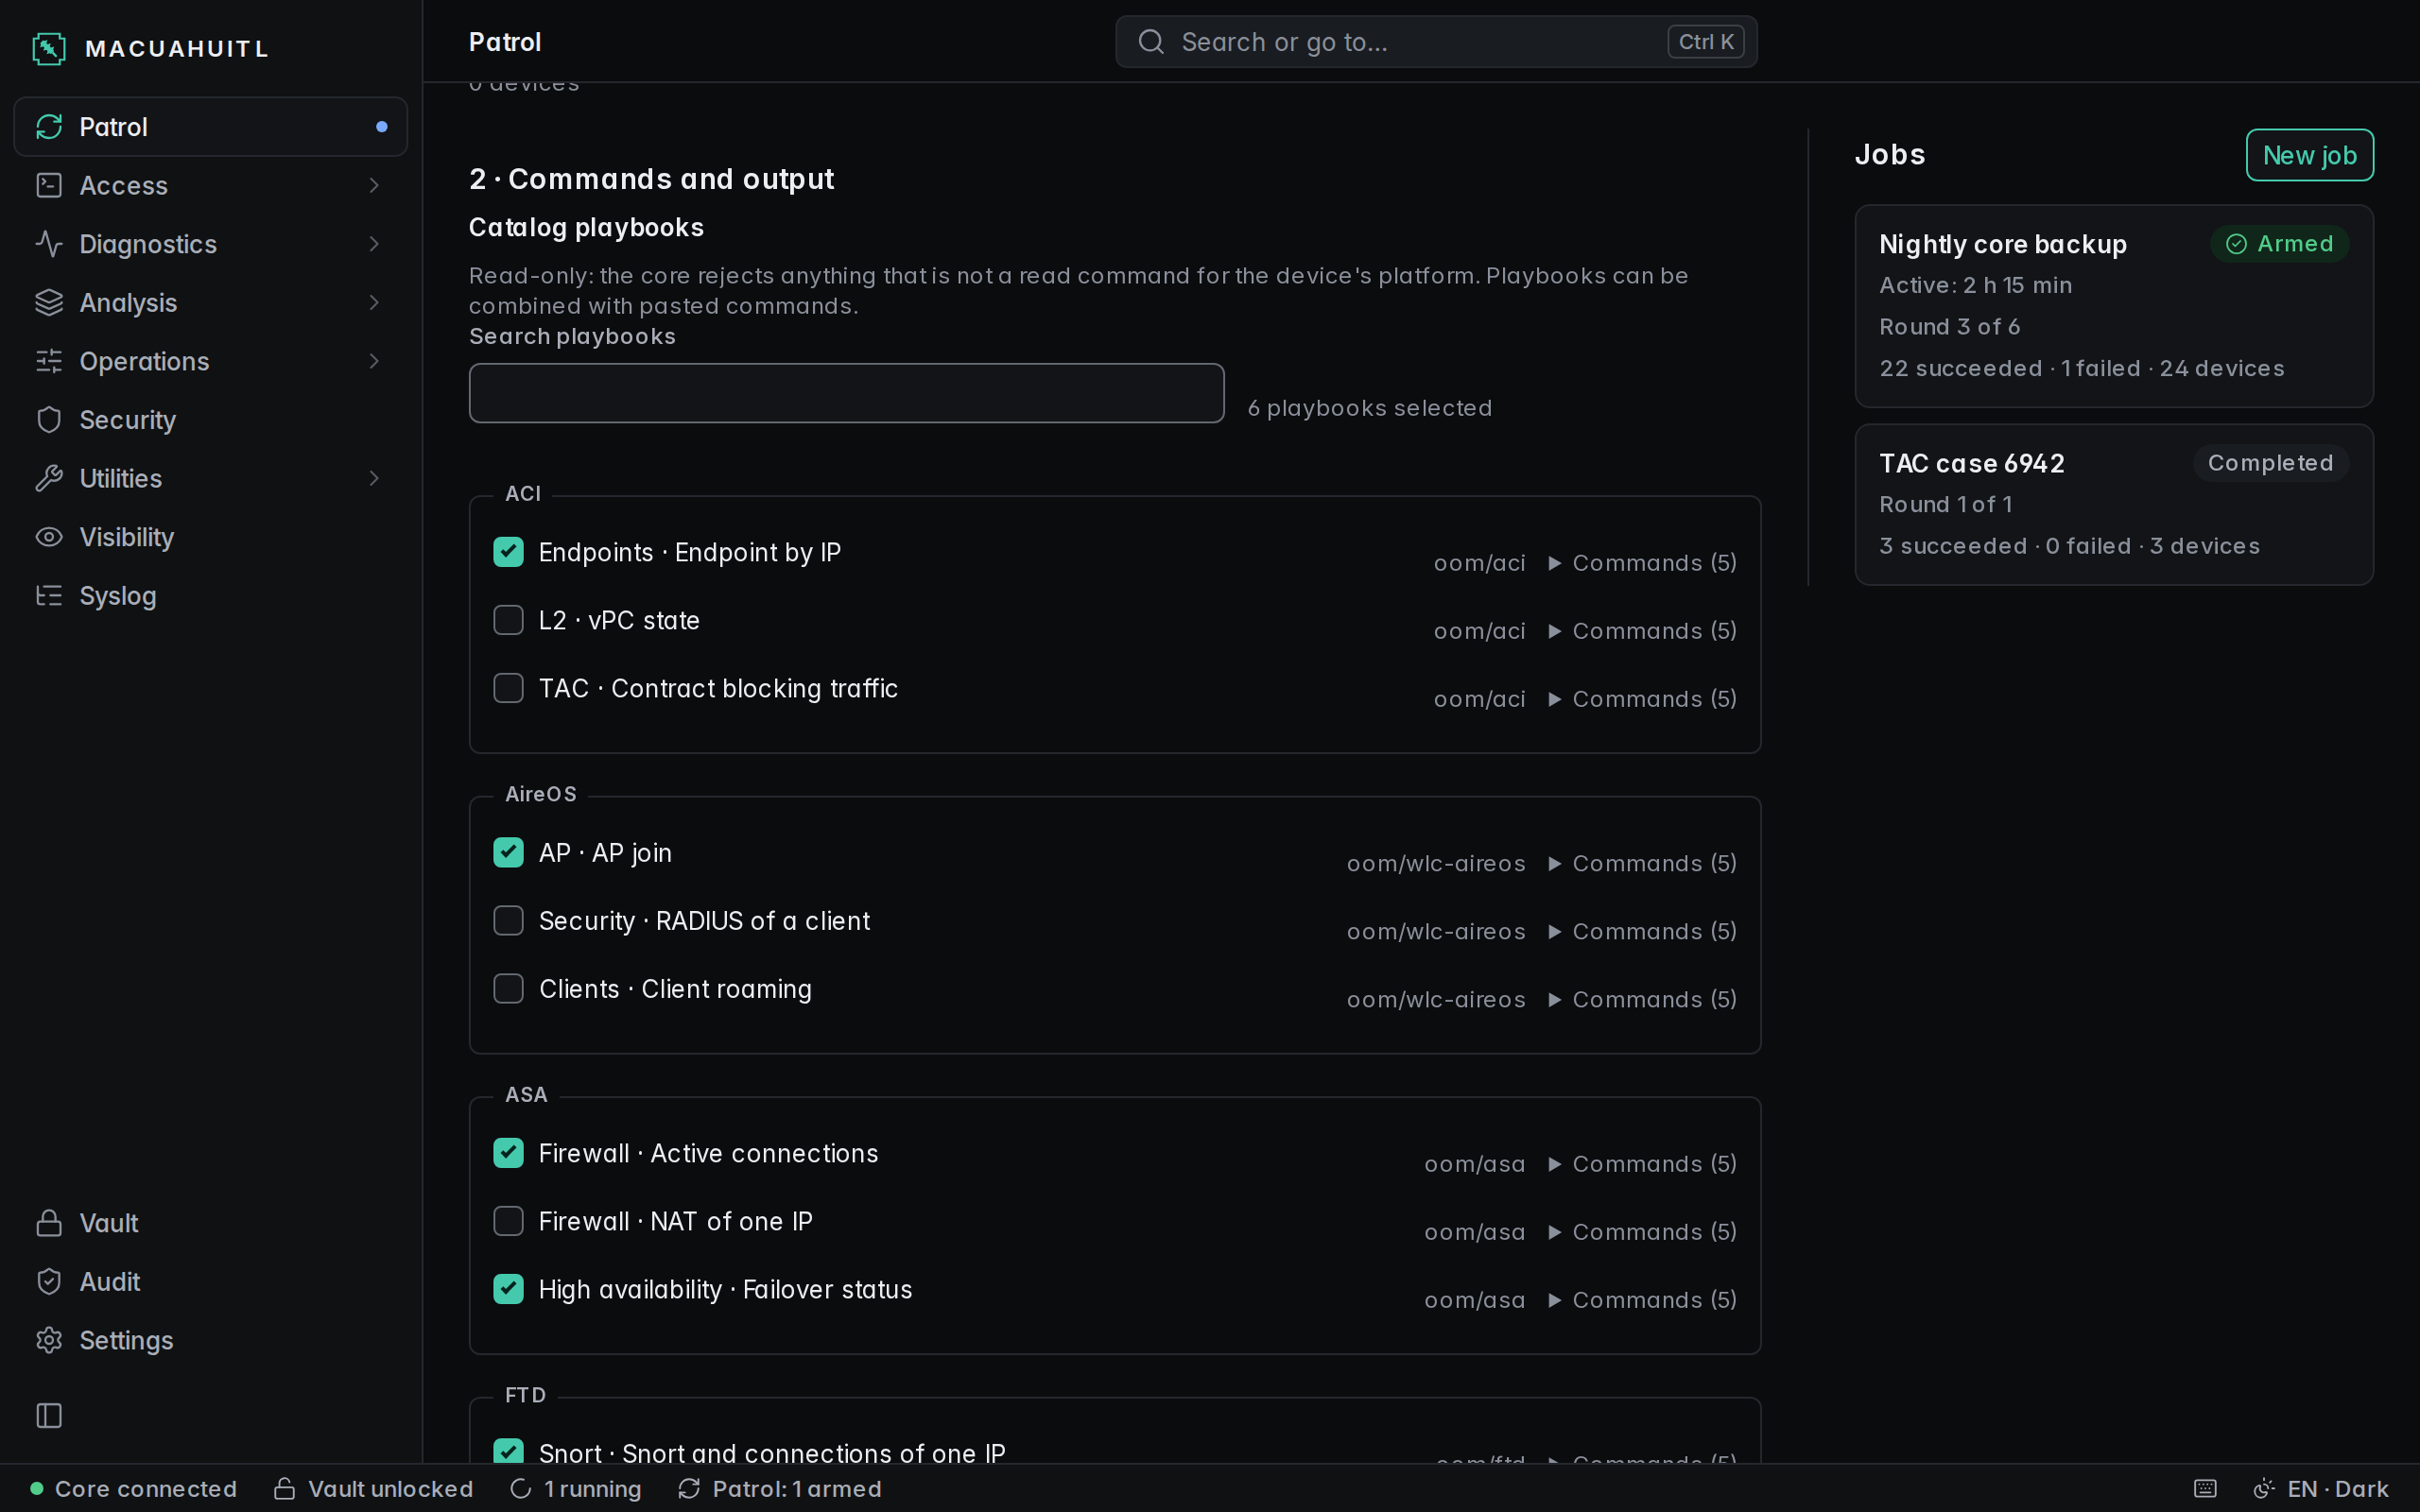 MACUAHUITL
Patrol
Access
Diagnostics
Analysis
Operations
Security
Utilities
Visibility
Syslog
Vault
Audit
Settings
Patrol
Search or go to...
Ctrl K
0 devices
2 · Commands and output
Catalog playbooks
Read-only: the core rejects anything that is not a read command for the device's platform. Playbooks can be
combined with pasted commands.
Search playbooks
6 playbooks selected
ACI
Endpoints · Endpoint by IP oom/aci Commands (5)
L2 · vPC state oom/aci Commands (5)
TAC · Contract blocking traffic oom/aci Commands (5)
AireOS
AP · AP join oom/wlc-aireos Commands (5)
Security · RADIUS of a client oom/wlc-aireos Commands (5)
Clients · Client roaming oom/wlc-aireos Commands (5)
ASA
Firewall · Active connections oom/asa Commands (5)
Firewall · NAT of one IP oom/asa Commands (5)
High availability · Failover status oom/asa Commands (5)
FTD
Snort · Snort and connections of one IP oom/ftd Commands (5)
Jobs
New job
Nightly core backup Armed
Active: 2 h 15 min
Round 3 of 6
22 succeeded · 1 failed · 24 devices
TAC case 6942 Completed
Round 1 of 1
3 succeeded · 0 failed · 3 devices
Core connected Vault unlocked 1 running Patrol: 1 armed EN · Dark